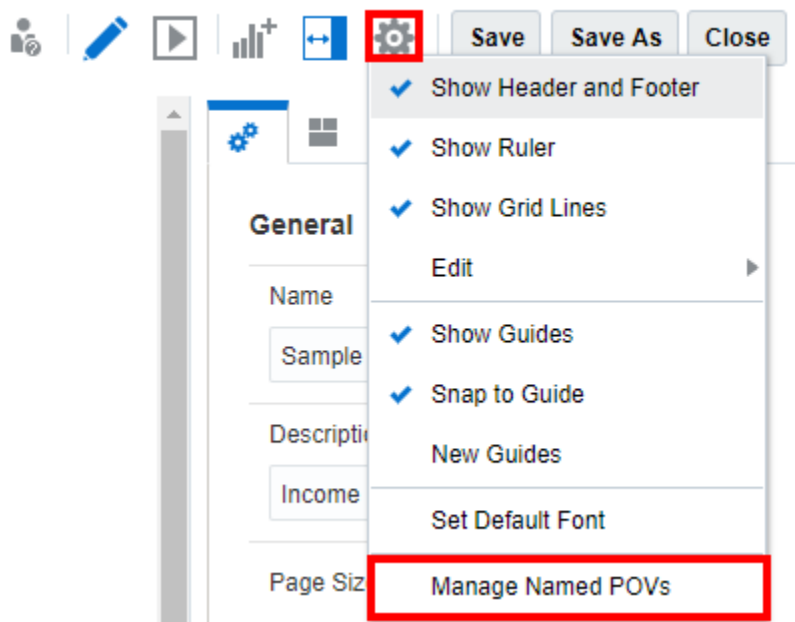 Save Save As Close
Show Header and Footer
Show Ruler
General
Show Grid Lines
Edit
Name
Show Guides
Sample
Snap to Guide
Descripti
New Guides
Income
Set Default Font
Page Siz
Manage Named POVs